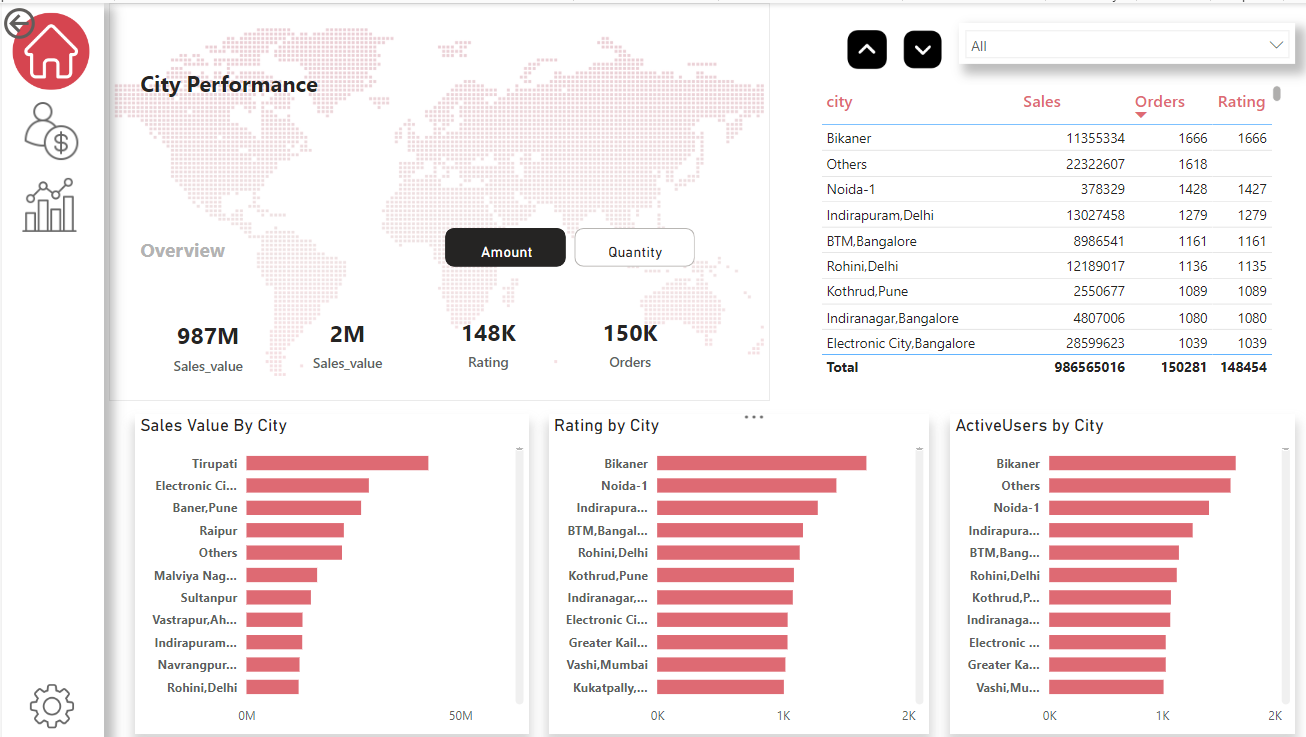 City Performance
Overview
Amount
Quantity
987M
Sales_value
2M
Sales_value
148K
Rating
150K
Orders
$
All
city Sales Orders Rating
Bikaner 11355334 1666 1666
Others 22322607 1618
Noida-1 378329 1428 1427
Indirapuram,Delhi 13027458 1279 1279
BTM,Bangalore 8986541 1161 1161
Rohini,Delhi 12189017 1136 1135
Kothrud,Pune 2550677 1089 1089
Indiranagar,Bangalore 4807006 1080 1080
Electronic City,Bangalore 28599623 1039 1039
Total 986565016 150281 148454
Sales Value By City
Tirupati
Electronic Ci...
Baner,Pune
Raipur
Others
Malviya Nag...
Sultanpur
Vastrapur,Ah...
Indirapuram...
Navrangpur...
Rohini,Delhi
0M 50M
Rating by City
Bikaner
Noida-1
Indirapura...
BTM,Bangal...
Rohini,Delhi
Kothrud,Pune
Indiranagar,...
Electronic Ci...
Greater Kail...
Vashi,Mumbai
Kukatpally,...
0K 1K 2K
ActiveUsers by City
Bikaner
Others
Noida-1
Indirapura...
BTM,Bang...
Rohini,Delhi
Kothrud,P...
Indiranaga...
Electronic ...
Greater Ka...
Vashi,Mu...
0K 1K 2K